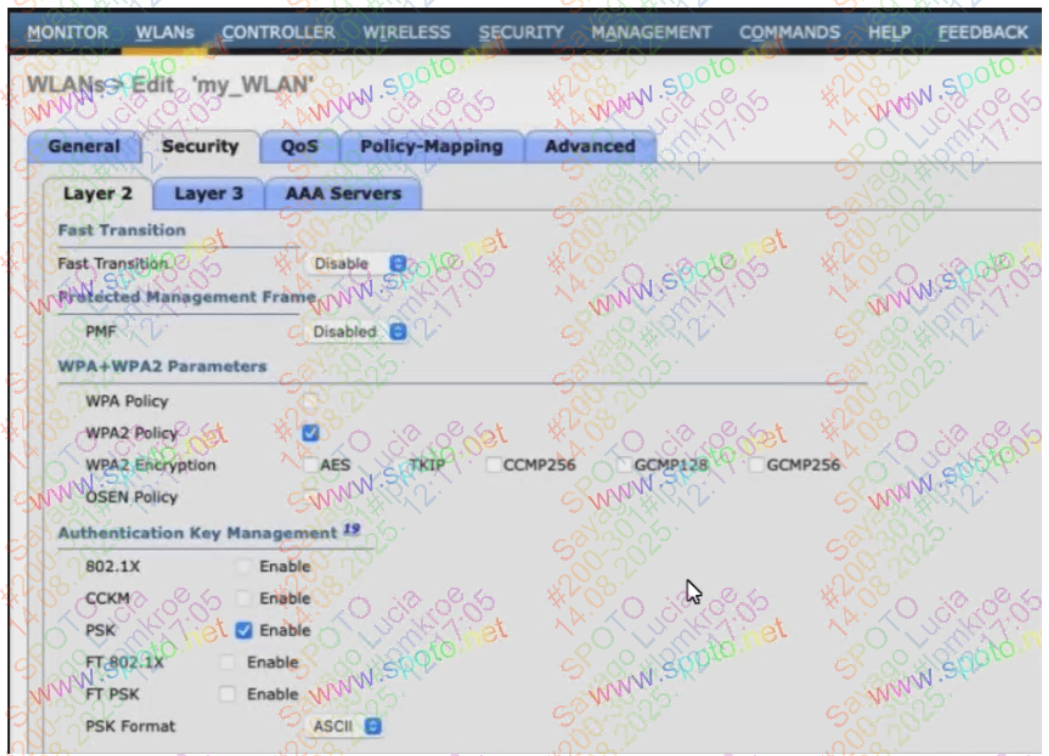 MONITOR WLANs CONTROLLER WIRELESS SECURITY MANAGEMENT COMMANDS HELP FEEDBACK
WLANs > Edit 'my_WLAN'
General Security QoS Policy-Mapping Advanced
Layer 2 Layer 3 AAA Servers
Fast Transition
Fast Transition Disable
Protected Management Frame
PMF Disabled
WPA+WPA2 Parameters
WPA Policy
WPA2 Policy
WPA2 Encryption AES TKIP CCMP256 GCMP128 GCMP256
OSEN Policy
Authentication Key Management 19
802.1X Enable
CCKM Enable
PSK Enable
FT 802.1X Enable
FT PSK Enable
PSK Format ASCII
SPOTO Lucia
Sayago
#200-301#
14.08.2025. 12:17:05
www.spoto.net